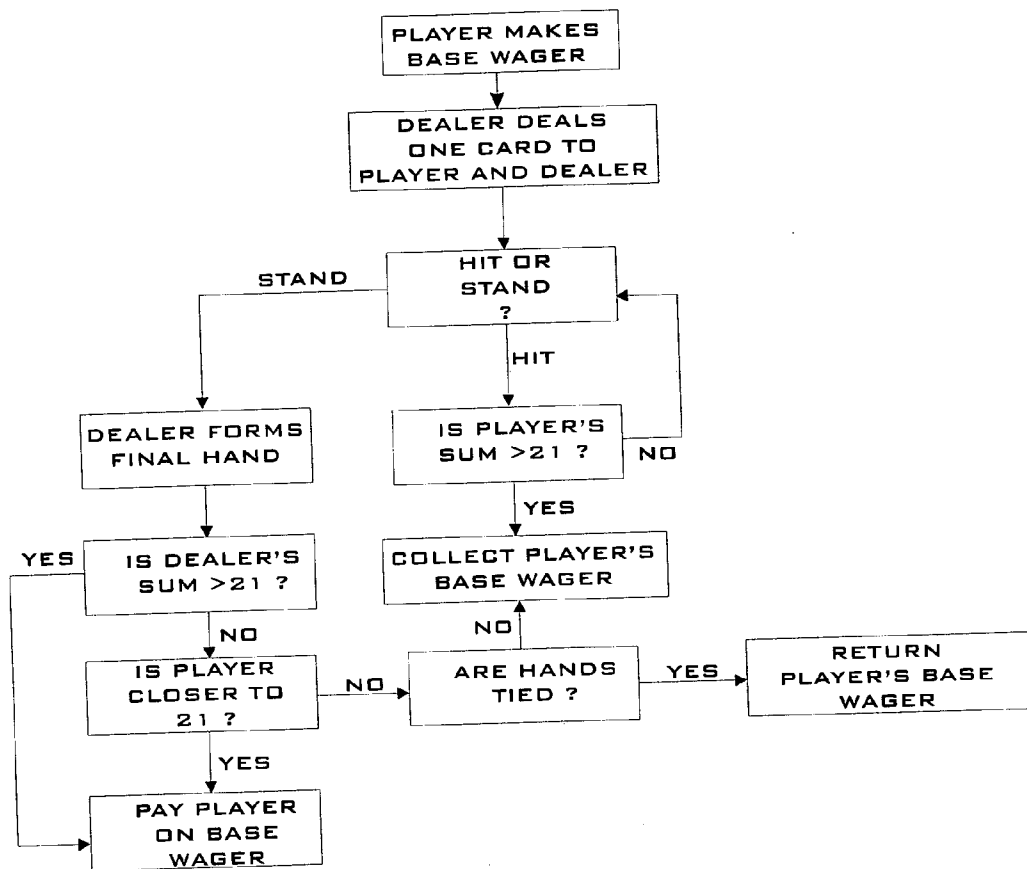 PLAYER MAKES
BASE WAGER
DEALER DEALS
ONE CARD TO
PLAYER AND DEALER
HIT OR
STAND
?
STAND
HIT
DEALER FORMS
FINAL HAND
IS PLAYER'S
SUM >21 ?
NO
YES
YES
IS DEALER'S
SUM >21 ?
COLLECT PLAYER'S
BASE WAGER
NO
NO
IS PLAYER
CLOSER TO
21 ?
NO
ARE HANDS
TIED ?
YES
RETURN
PLAYER'S BASE
WAGER
YES
PAY PLAYER
ON BASE
WAGER